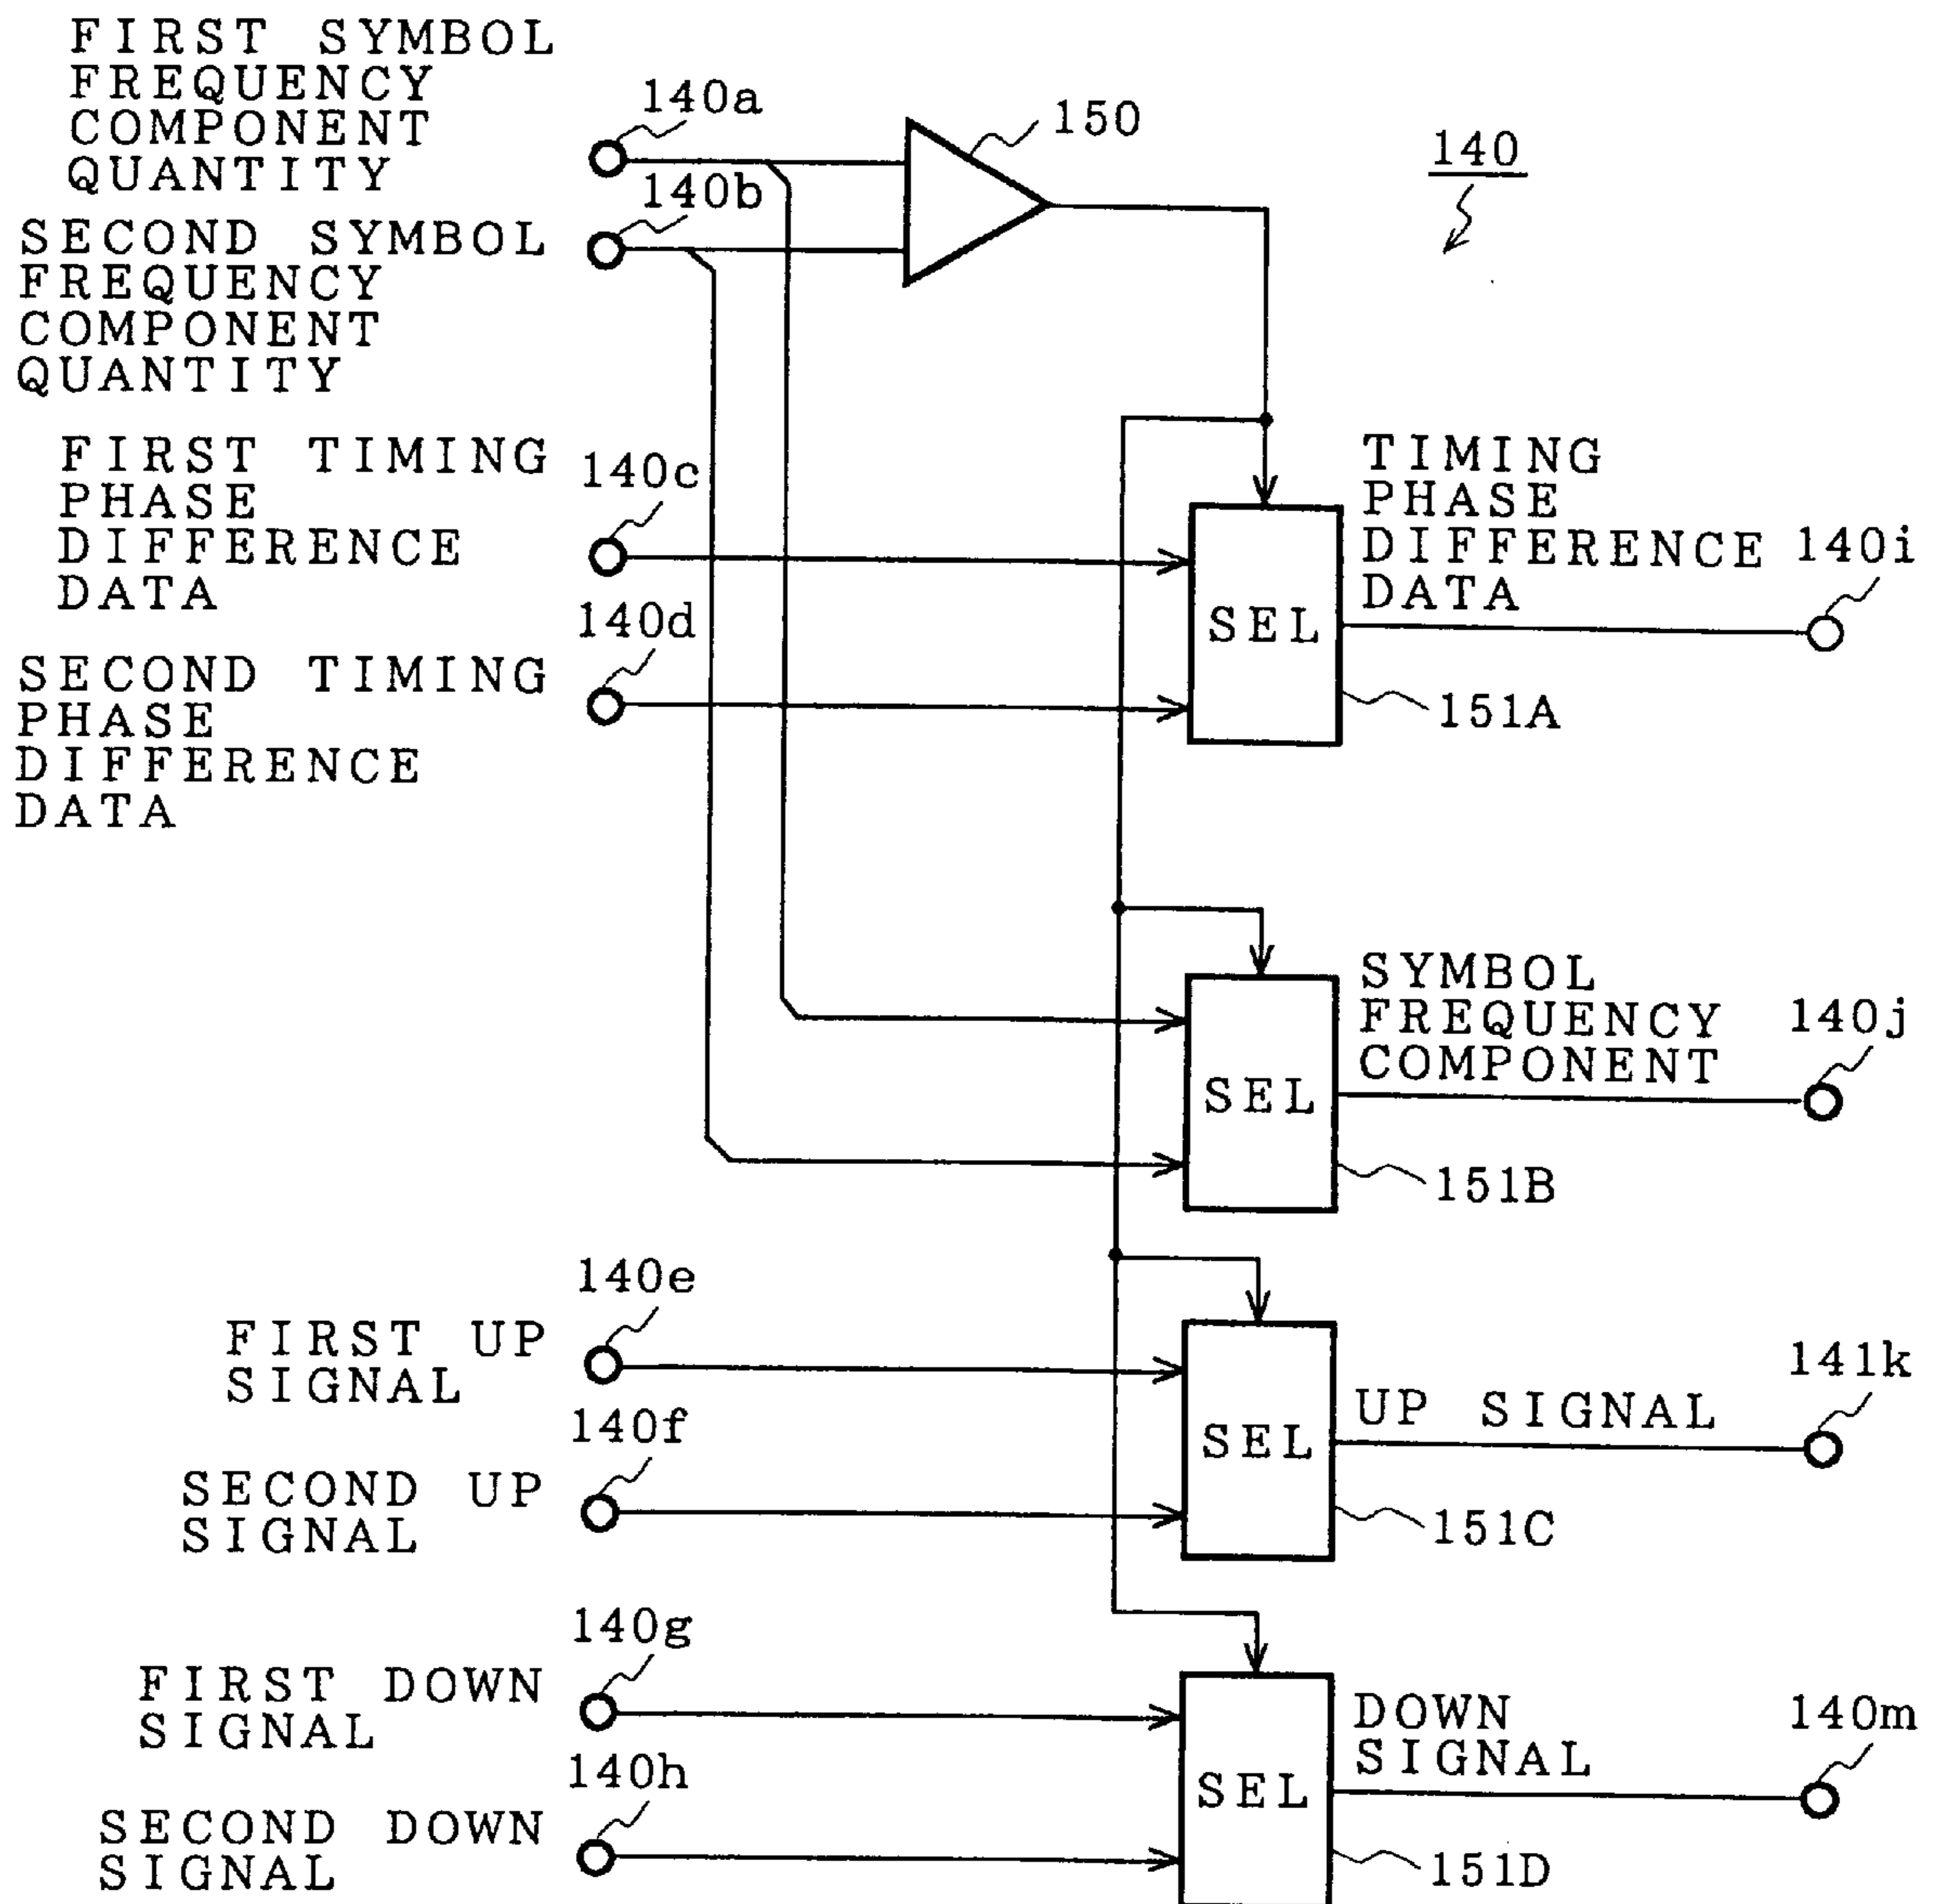 FIRST SYMBOL
FREQUENCY
COMPONENT
QUANTITY
140a
150
140
140b
SECOND SYMBOL
FREQUENCY
COMPONENT
QUANTITY
FIRST TIMING
PHASE
DIFFERENCE
DATA
140c
TIMING
PHASE
DIFFERENCE
DATA
140i
SEL
140d
SECOND TIMING
PHASE
DIFFERENCE
DATA
151A
SYMBOL
FREQUENCY
COMPONENT
140j
SEL
151B
140e
FIRST UP
SIGNAL
141k
UP SIGNAL
SEL
140f
SECOND UP
SIGNAL
151C
140g
FIRST DOWN
SIGNAL
DOWN
SIGNAL
140m
SEL
140h
SECOND DOWN
SIGNAL
151D